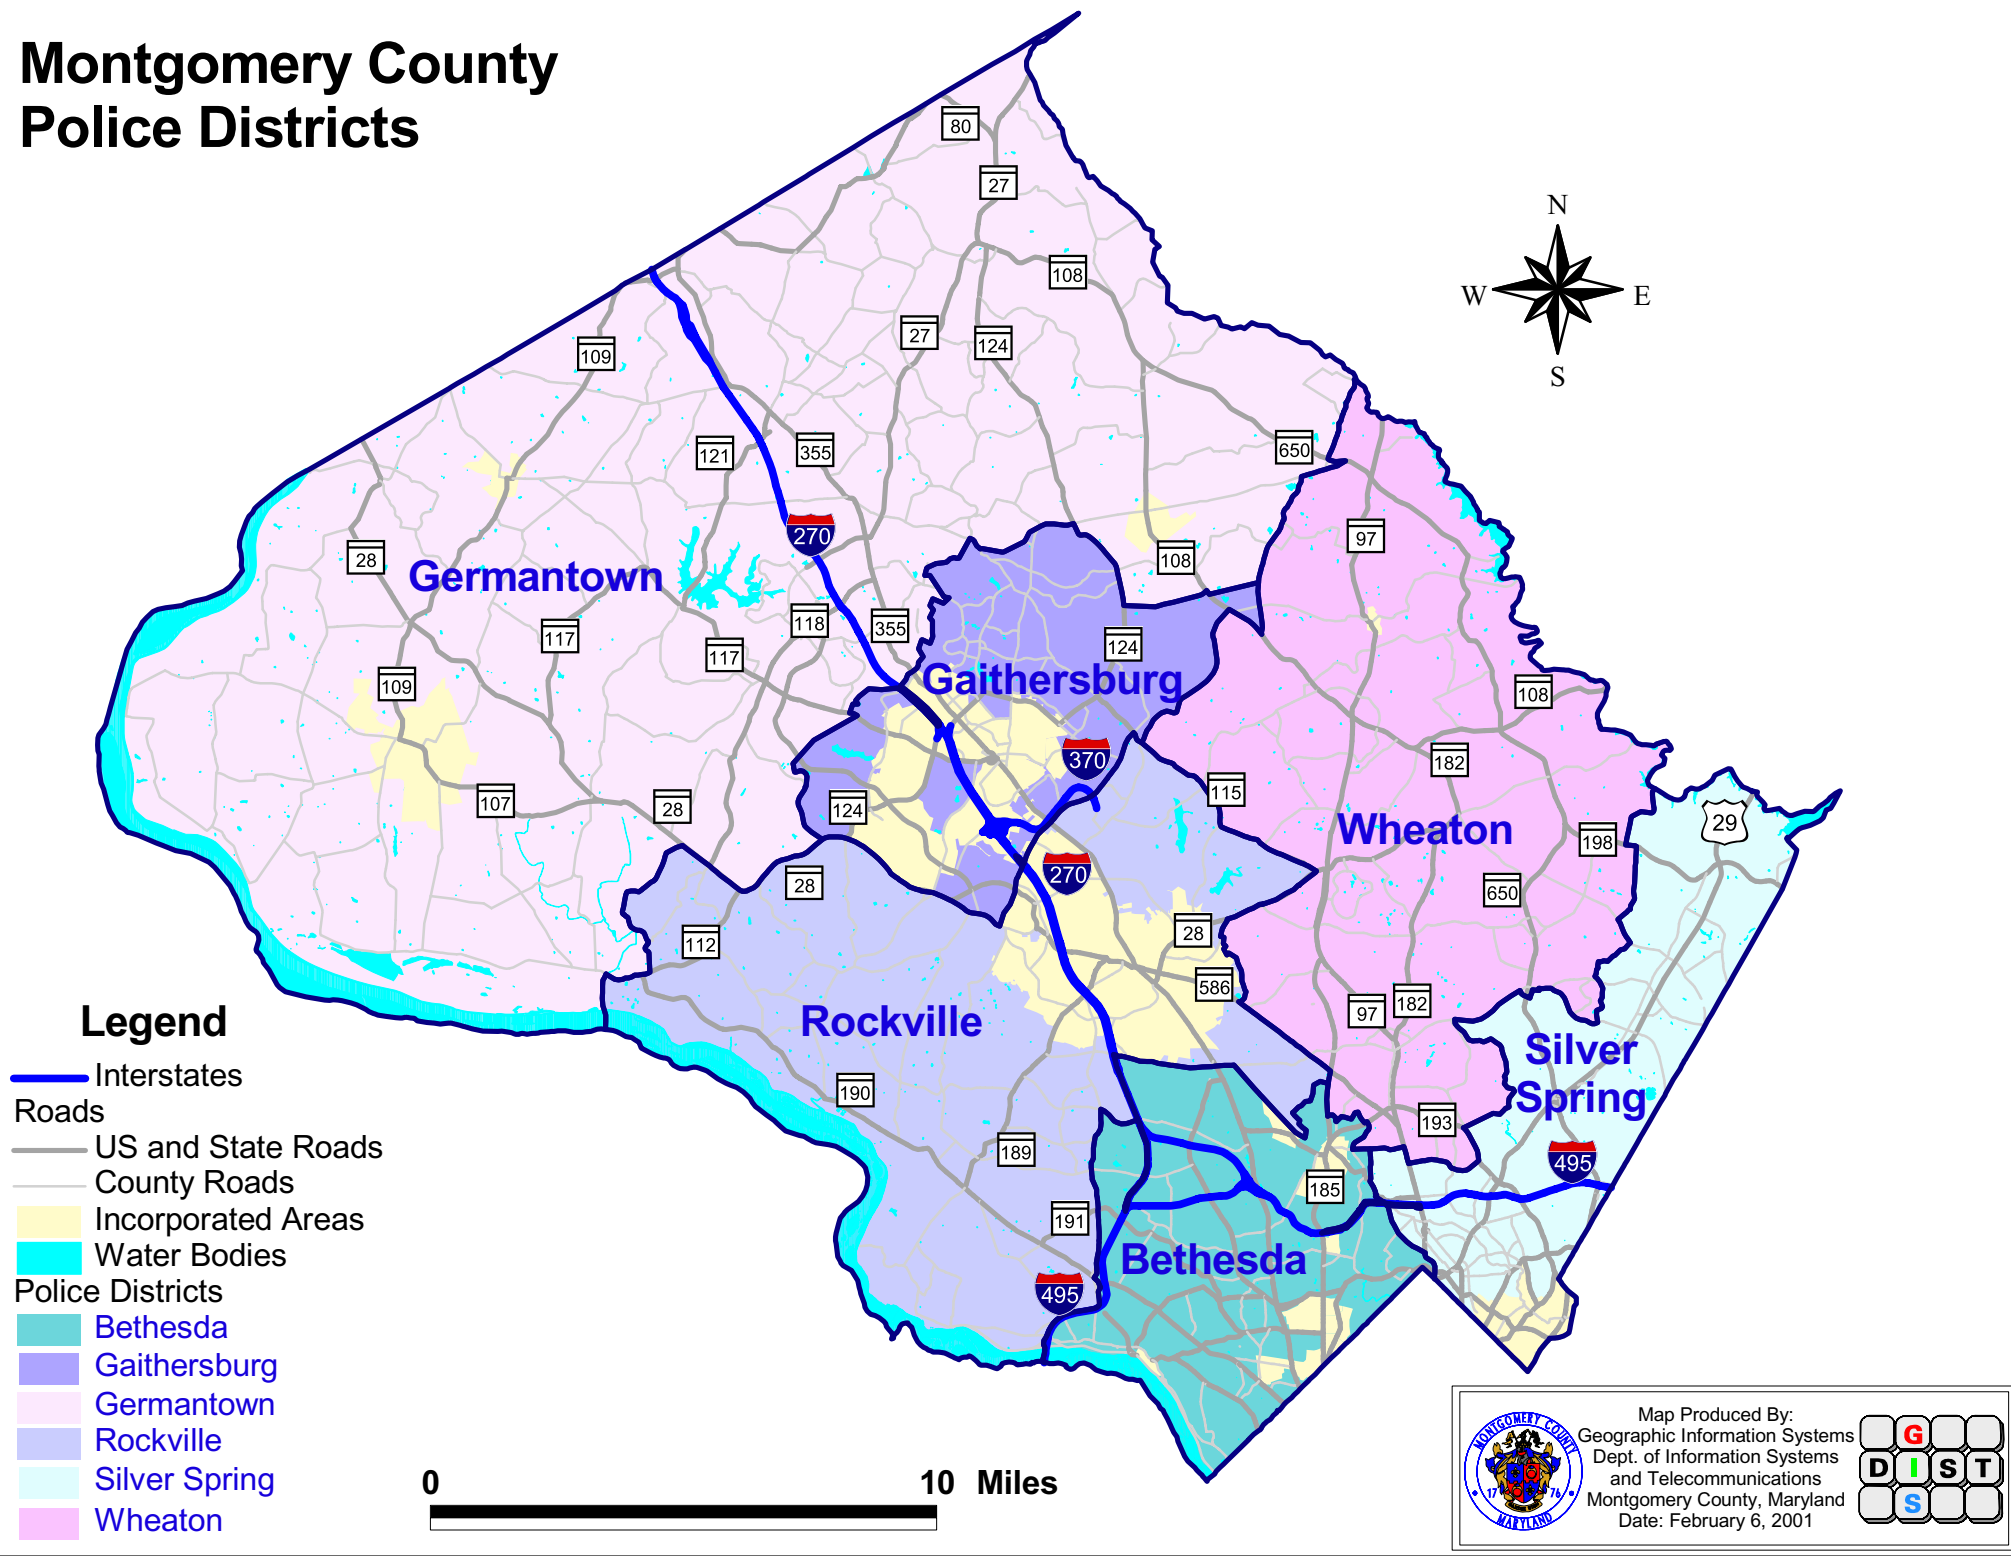 Montgomery County
Police Districts
80
27
N
W
E
S
108
27
124
109
121
355
650
270
97
28
108
Germantown
118
355
117
117
124
109
Gaithersburg
108
370
182
115
107
28
124
29
Wheaton
198
270
28
650
28
112
586
97
182
Rockville
Silver
Spring
190
193
189
495
185
191
Bethesda
495
Legend
Interstates
Roads
US and State Roads
County Roads
Incorporated Areas
Water Bodies
Police Districts
Bethesda
Gaithersburg
Germantown
Rockville
Silver Spring
Wheaton
0
10 Miles
MONTGOMERY COUNTY
17 76
MARYLAND
Map Produced By:
Geographic Information Systems
Dept. of Information Systems
and Telecommunications
Montgomery County, Maryland
Date: February 6, 2001
G
D I S T
S